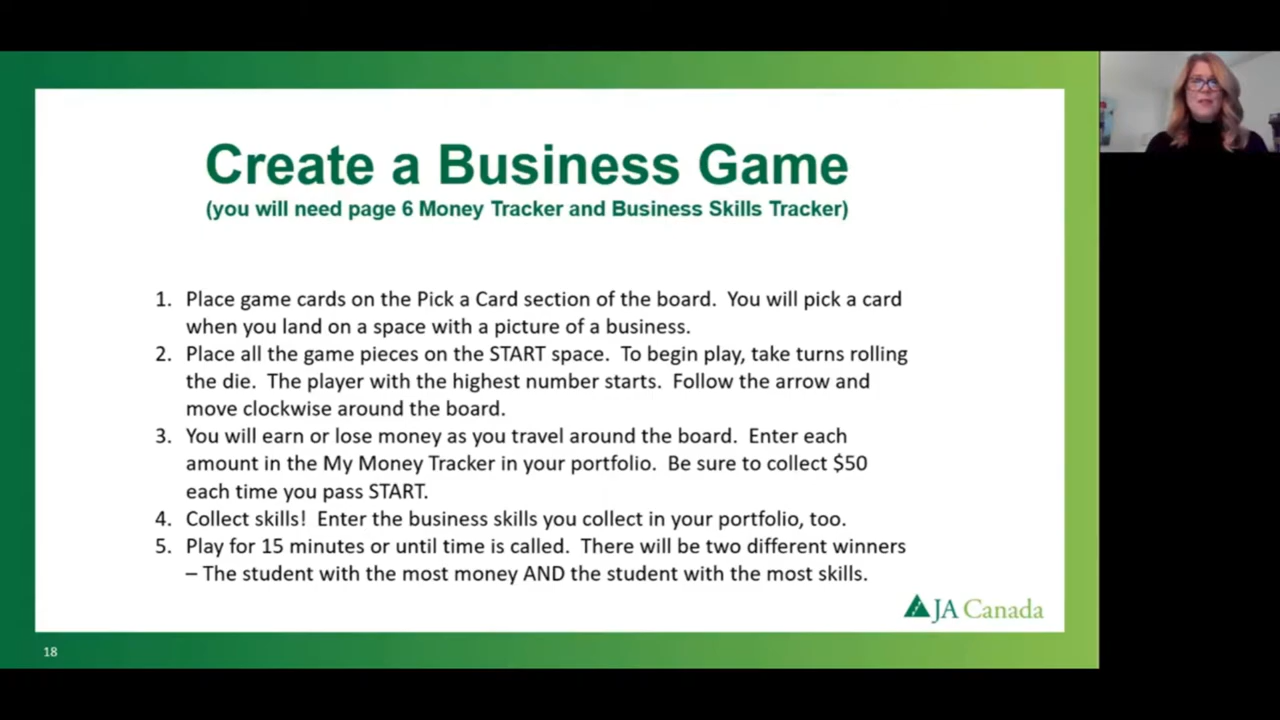 Create a Business Game
(you will need page 6 Money Tracker and Business Skills Tracker)
1. Place game cards on the Pick a Card section of the board.  You will pick a card
when you land on a space with a picture of a business.
2. Place all the game pieces on the START space.  To begin play, take turns rolling
the die.  The player with the highest number starts.  Follow the arrow and
move clockwise around the board.
3. You will earn or lose money as you travel around the board.  Enter each
amount in the My Money Tracker in your portfolio.  Be sure to collect $50
each time you pass START.
4. Collect skills!  Enter the business skills you collect in your portfolio, too.
5. Play for 15 minutes or until time is called.  There will be two different winners
– The student with the most money AND the student with the most skills.
JA Canada
18